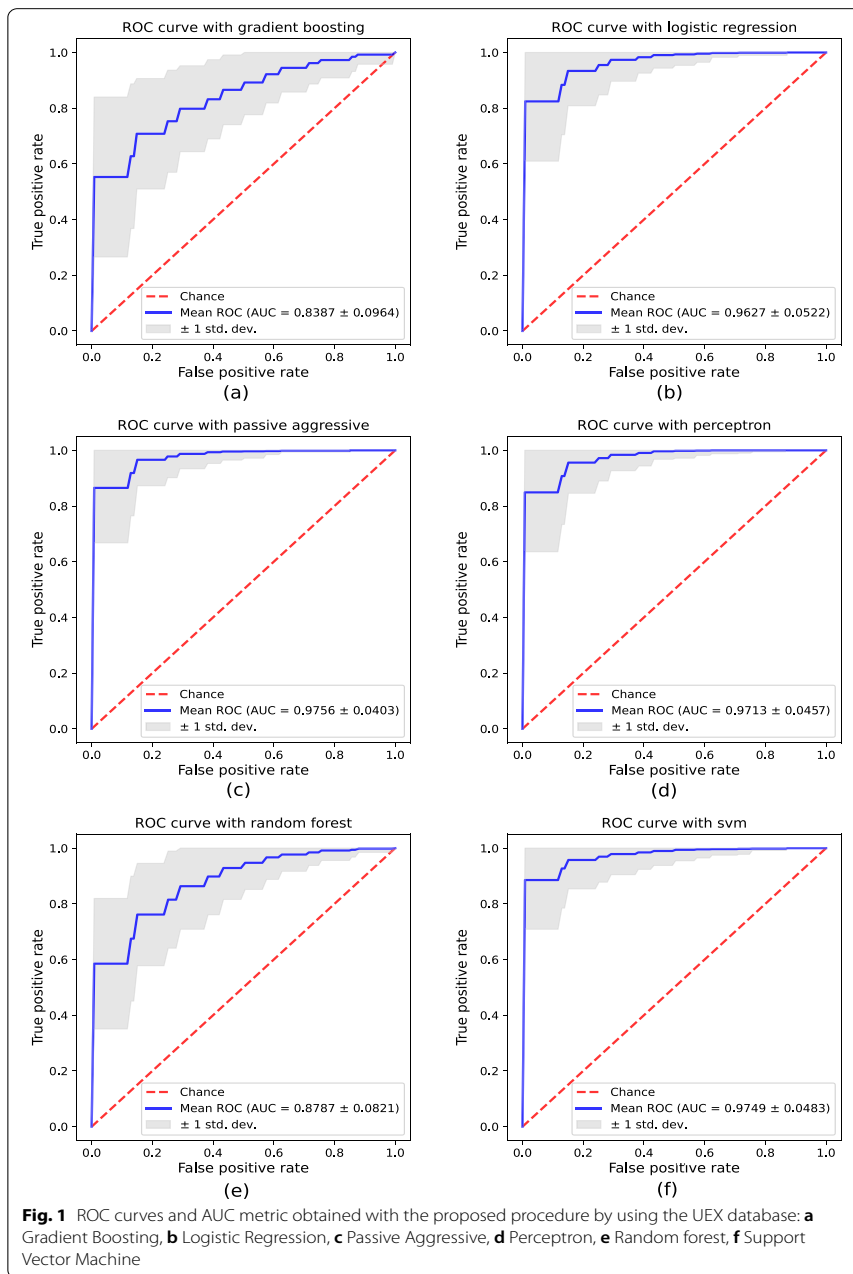 ROC curve with gradient boosting
1.0
0.8
0.6
0.4
0.2
0.0
True positive rate
Chance
Mean ROC (AUC = 0.8387 ± 0.0964)
± 1 std. dev.
0.0 0.2 0.4 0.6 0.8 1.0
False positive rate
(a)
ROC curve with logistic regression
1.0
0.8
0.6
0.4
0.2
0.0
True positive rate
Chance
Mean ROC (AUC = 0.9627 ± 0.0522)
± 1 std. dev.
0.0 0.2 0.4 0.6 0.8 1.0
False positive rate
(b)
ROC curve with passive aggressive
1.0
0.8
0.6
0.4
0.2
0.0
True positive rate
Chance
Mean ROC (AUC = 0.9756 ± 0.0403)
± 1 std. dev.
0.0 0.2 0.4 0.6 0.8 1.0
False positive rate
(c)
ROC curve with perceptron
1.0
0.8
0.6
0.4
0.2
0.0
True positive rate
Chance
Mean ROC (AUC = 0.9713 ± 0.0457)
± 1 std. dev.
0.0 0.2 0.4 0.6 0.8 1.0
False positive rate
(d)
ROC curve with random forest
1.0
0.8
0.6
0.4
0.2
0.0
True positive rate
Chance
Mean ROC (AUC = 0.8787 ± 0.0821)
± 1 std. dev.
0.0 0.2 0.4 0.6 0.8 1.0
False positive rate
(e)
ROC curve with svm
1.0
0.8
0.6
0.4
0.2
0.0
True positive rate
Chance
Mean ROC (AUC = 0.9749 ± 0.0483)
± 1 std. dev.
0.0 0.2 0.4 0.6 0.8 1.0
False positive rate
(f)
Fig. 1 ROC curves and AUC metric obtained with the proposed procedure by using the UEX database: a
Gradient Boosting, b Logistic Regression, c Passive Aggressive, d Perceptron, e Random forest, f Support
Vector Machine